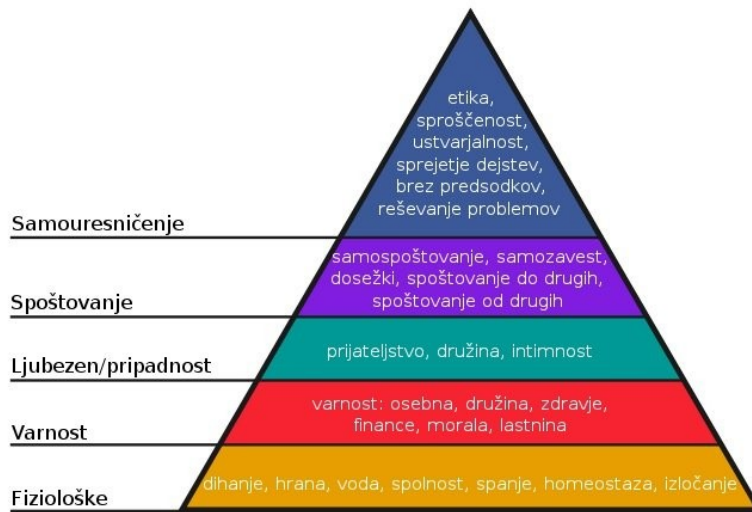 etika,
sproščenost,
ustvarjalnost,
sprejetje dejstev,
brez predsodkov,
reševanje problemov
Samouresničenje
samospoštovanje, samozavest,
dosežki, spoštovanje do drugih,
spoštovanje od drugih
Spoštovanje
prijateljstvo, družina, intimnost
Ljubezen/pripadnost
varnost: osebna, družina, zdravje,
finance, morala, lastnina
Varnost
dihanje, hrana, voda, spolnost, spanje, homeostaza, izločanje
Fiziološke